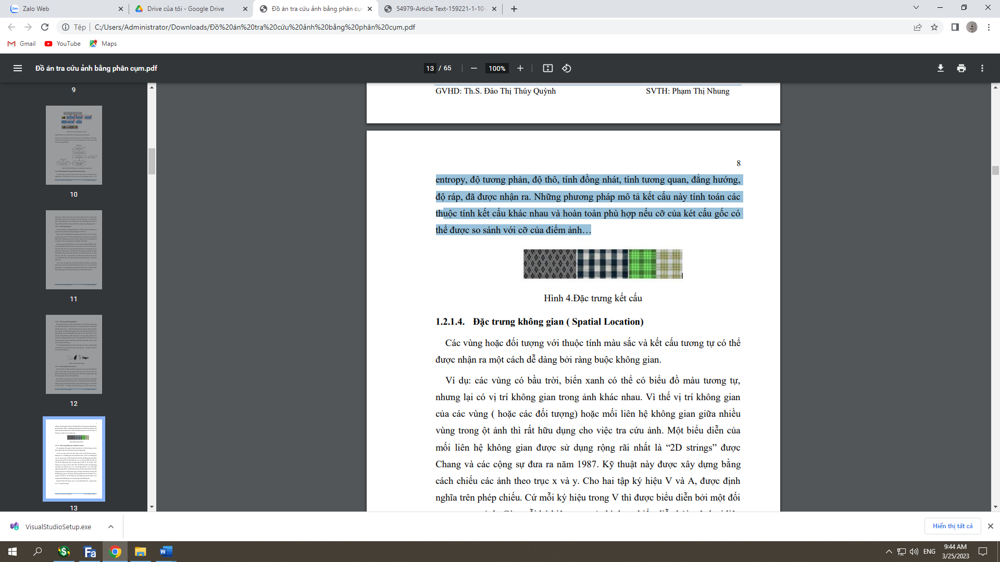 Zalo Web
Drive của tôi - Google Drive
Đồ án tra cứu ảnh bằng phân cụ
54979-Article Text-159221-1-10-
Tệp
C:/Users/Administrator/Downloads/Đồ%20án%20tra%20cứu%20ảnh%20bằng%20phân%20cụm.pdf
Gmail
YouTube
Maps
Đồ án tra cứu ảnh bằng phân cụm.pdf
13 / 65
100%
9
10
11
12
13
GVHD: Th.S. Đào Thị Thúy Quỳnh SVTH: Phạm Thị Nhung
8
entropy, độ tương phản, độ thô, tính đồng nhát, tính tương quan, đẳng hướng,
độ ráp, đã được nhận ra. Những phương pháp mô tả kết cấu này tính toán các
thuộc tính kết cấu khác nhau và hoàn toàn phù hợp nếu cỡ của két cấu gốc có
thể được so sánh với cỡ của điểm ảnh…
Hình 4.Đặc trưng kết cấu
1.2.1.4. Đặc trưng không gian ( Spatial Location)
Các vùng hoặc đối tượng với thuộc tính màu sắc và kết cấu tương tự có thể
được nhận ra một cách dễ dàng bởi ràng buộc không gian.
Ví dụ: các vùng có bầu trời, biển xanh có thể có biểu đồ màu tương tự,
nhưng lại có vị trí không gian trong ảnh khác nhau. Vì thế vị trí không gian
của các vùng ( hoặc các đối tượng) hoặc mối liên hệ không gian giữa nhiều
vùng trong ột ảnh thì rất hữu dụng cho việc tra cứu ảnh. Một biểu diễn của
mối liên hệ không gian được sử dụng rộng rãi nhất là “2D strings” được
Chang và các cộng sự đưa ra năm 1987. Kỹ thuật này được xây dựng bằng
cách chiếu các ảnh theo trục x và y. Cho hai tập ký hiệu V và A, được định
nghĩa trên phép chiếu. Cứ mỗi ký hiệu trong V thì được biểu diễn bởi một đối
VisualStudioSetup.exe
Hiển thị tất cả
ENG
9:44 AM
3/25/2023